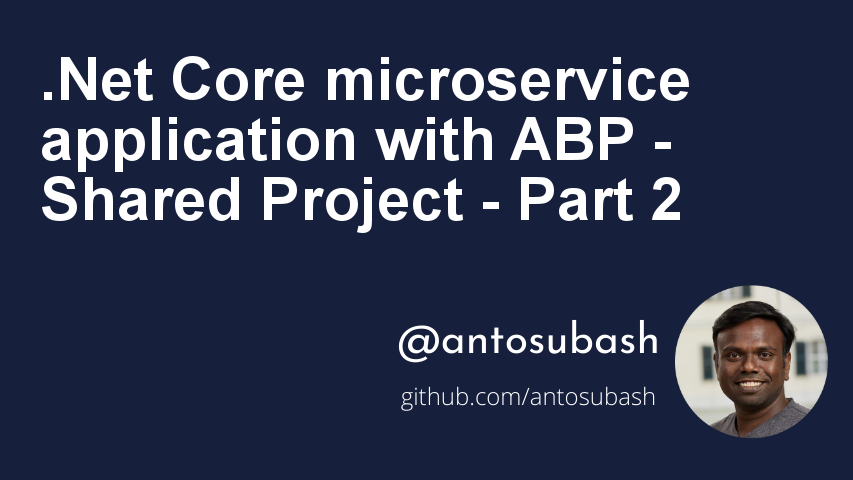 .Net Core microservice
application with ABP -
Shared Project - Part 2
@antosubash
github.com/antosubash